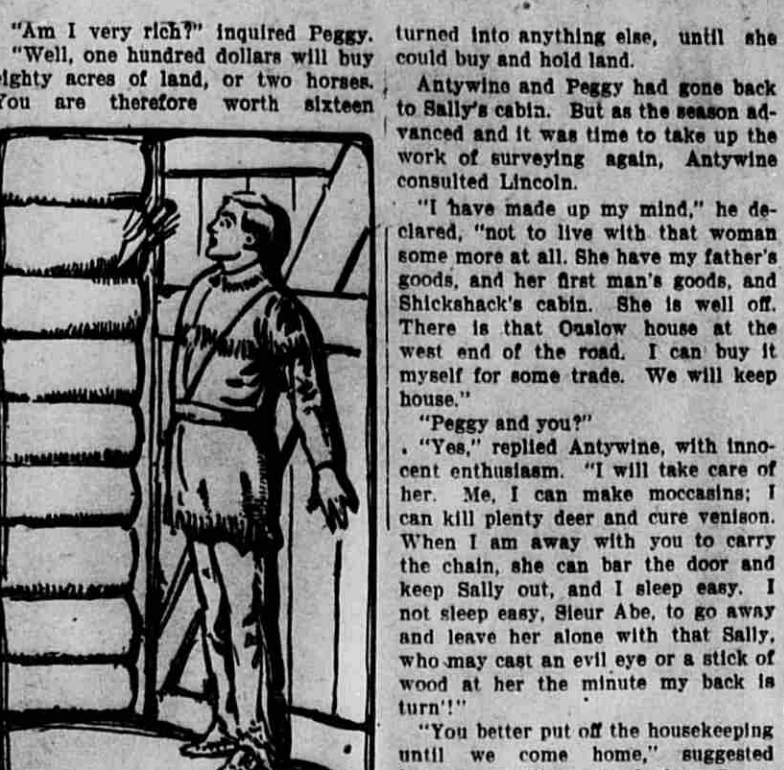 "Am I very rich?" inquired Peggy.
"Well, one hundred dollars will buy
eighty acres of land, or two horses.
You are therefore worth sixteen
turned into anything else, until she
could buy and hold land.
Antywine and Peggy had gone back
to Sally's cabin. But as the season ad-
vanced and it was time to take up the
work of surveying again, Antywine
consulted Lincoln.
"I have made up my mind," he de-
clared, "not to live with that woman
some more at all. She have my father's
goods, and her first man's goods, and
Shickshack's cabin. She is well off.
There is that Onslow house at the
west end of the road. I can buy it
myself for some trade. We will keep
house."
"Peggy and you?"
"Yes," replied Antywine, with inno-
cent enthusiasm. "I will take care of
her. Me, I can make moccasins; I
can kill plenty deer and cure venison.
When I am away with you to carry
the chain, she can bar the door and
keep Sally out, and I sleep easy. I
not sleep easy, Sieur Abe, to go away
and leave her alone with that Sally,
who may cast an evil eye or a stick of
wood at her the minute my back is
turn'!"
"You better put off the housekeeping
until we come home," suggested